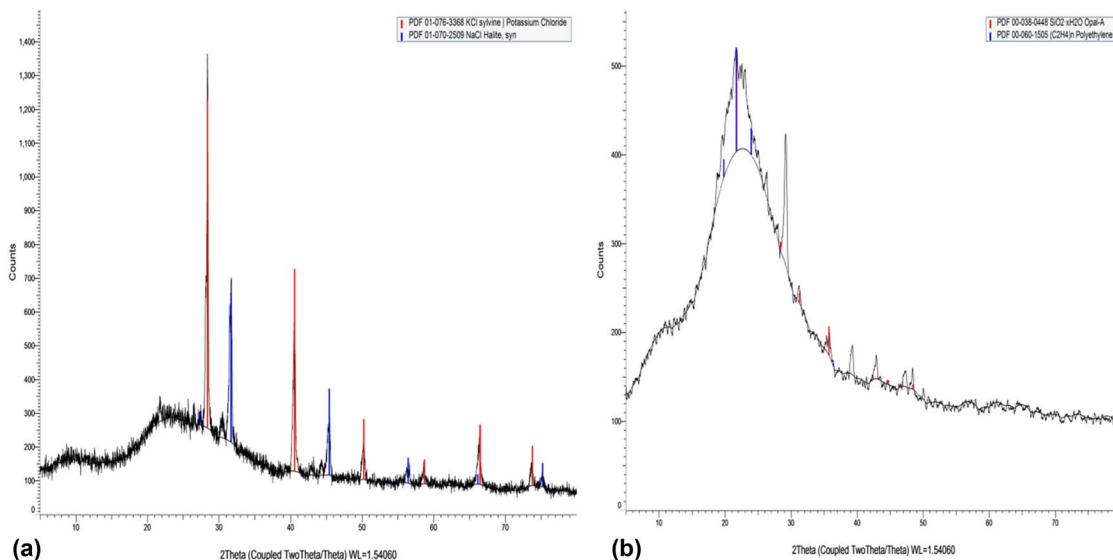 PDF 01-076-3368 KCl sylvine | Potassium Chloride
PDF 01-070-2509 NaCl Halite, syn
1,400
1,300
1,200
1,100
1,000
900
800
700
600
500
400
300
200
100
0
Counts
10 20 30 40 50 60 70
2Theta (Coupled TwoTheta/Theta) WL=1.54060
(a)
PDF 00-038-0448 SiO2·xH2O Opal-A
PDF 00-060-1505 (C2H4)n Polyethylene
500
400
300
200
100
0
Counts
10 20 30 40 50 60 70
2Theta (Coupled TwoTheta/Theta) WL=1.54060
(b)